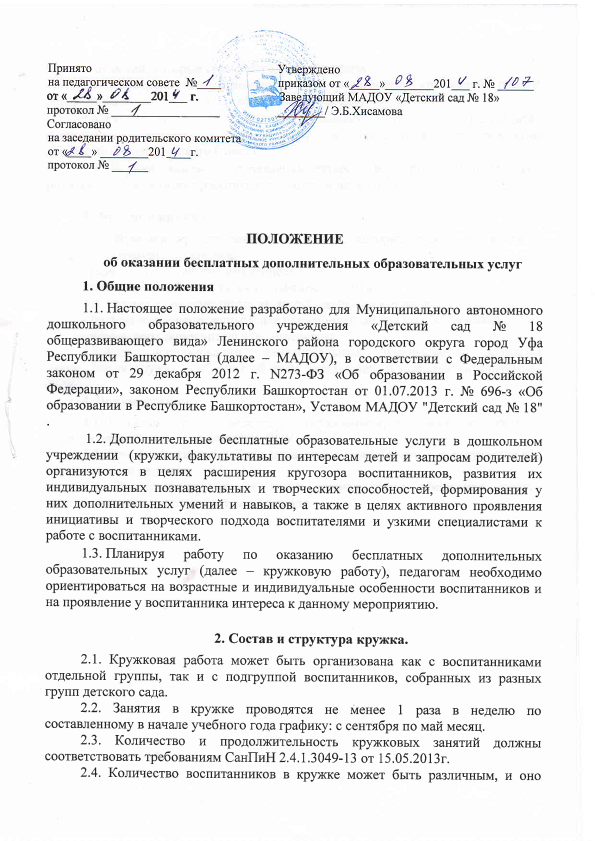 Принято
на педагогическом совете № 1
от «28» 08 2014 г.
протокол № 1
Согласовано
на заседании родительского комитета
от «28» 08 2014 г.
протокол № 1
Утверждено
приказом от «28» 08 2014 г. № 107
Заведующий МАДОУ «Детский сад № 18»
/ Э.Б.Хисамова
ПОЛОЖЕНИЕ
об оказании бесплатных дополнительных образовательных услуг
1. Общие положения
1.1. Настоящее положение разработано для Муниципального автономного
дошкольного образовательного учреждения «Детский сад № 18
общеразвивающего вида» Ленинского района городского округа город Уфа
Республики Башкортостан (далее – МАДОУ), в соответствии с Федеральным
законом от 29 декабря 2012 г. N273-ФЗ «Об образовании в Российской
Федерации», законом Республики Башкортостан от 01.07.2013 г. № 696-з «Об
образовании в Республике Башкортостан», Уставом МАДОУ "Детский сад № 18"
.
1.2. Дополнительные бесплатные образовательные услуги в дошкольном
учреждении (кружки, факультативы по интересам детей и запросам родителей)
организуются в целях расширения кругозора воспитанников, развития их
индивидуальных познавательных и творческих способностей, формирования у
них дополнительных умений и навыков, а также в целях активного проявления
инициативы и творческого подхода воспитателями и узкими специалистами к
работе с воспитанниками.
1.3. Планируя работу по оказанию бесплатных дополнительных
образовательных услуг (далее – кружковую работу), педагогам необходимо
ориентироваться на возрастные и индивидуальные особенности воспитанников и
на проявление у воспитанника интереса к данному мероприятию.
2. Состав и структура кружка.
2.1. Кружковая работа может быть организована как с воспитанниками
отдельной группы, так и с подгруппой воспитанников, собранных из разных
групп детского сада.
2.2. Занятия в кружке проводятся не менее 1 раза в неделю по
составленному в начале учебного года графику: с сентября по май месяц.
2.3. Количество и продолжительность кружковых занятий должны
соответствовать требованиям СанПиН 2.4.1.3049-13 от 15.05.2013г.
2.4. Количество воспитанников в кружке может быть различным, и оно